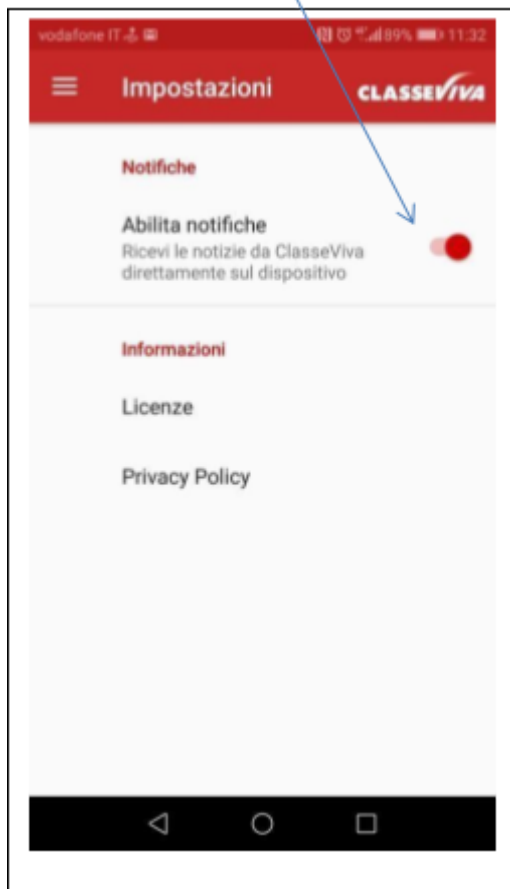 vodafone IT 89% 11:32
Impostazioni CLASSEVIVA
Notifiche
Abilita notifiche
Ricevi le notizie da ClasseViva
direttamente sul dispositivo
Informazioni
Licenze
Privacy Policy